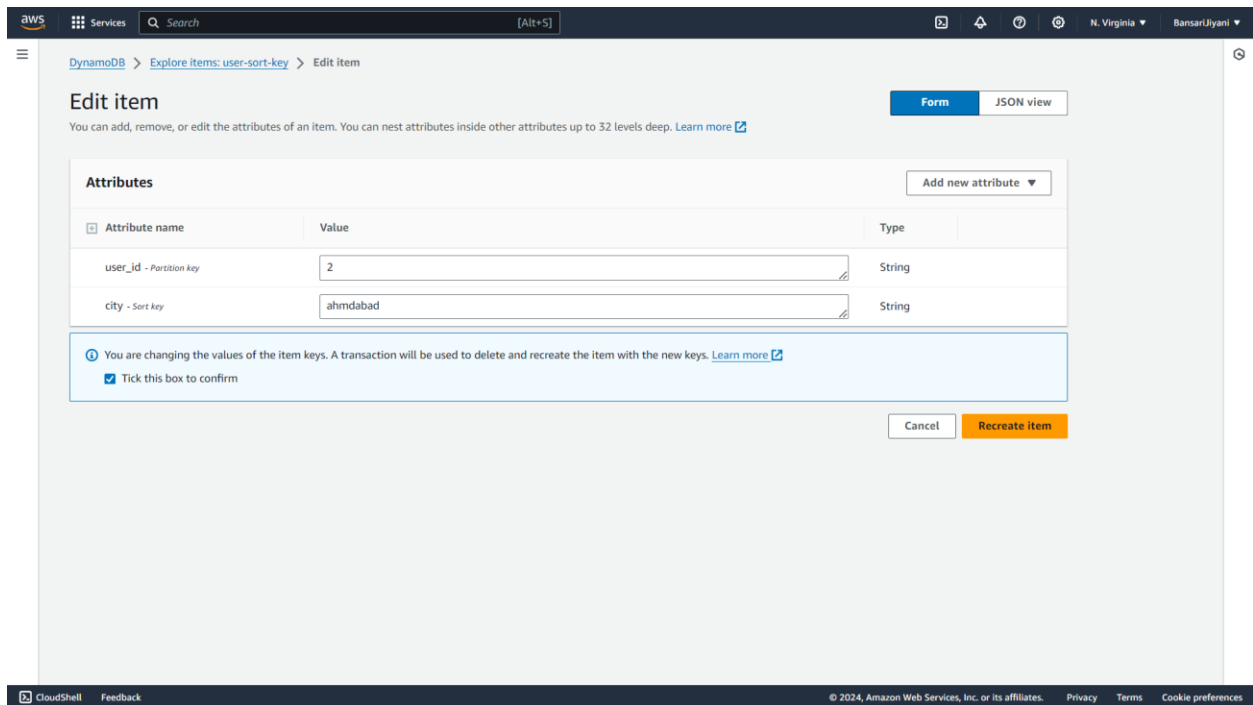 aws Services Search [Alt+S] N. Virginia ▼ BansariJiyani ▼
DynamoDB > Explore items: user-sort-key > Edit item
Edit item
Form JSON view
You can add, remove, or edit the attributes of an item. You can nest attributes inside other attributes up to 32 levels deep. Learn more
Attributes Add new attribute ▼
Attribute name Value Type
user_id - Partition key 2 String
city - Sort key ahmdabad String
You are changing the values of the item keys. A transaction will be used to delete and recreate the item with the new keys. Learn more
Tick this box to confirm
Cancel Recreate item
CloudShell Feedback © 2024, Amazon Web Services, Inc. or its affiliates. Privacy Terms Cookie preferences